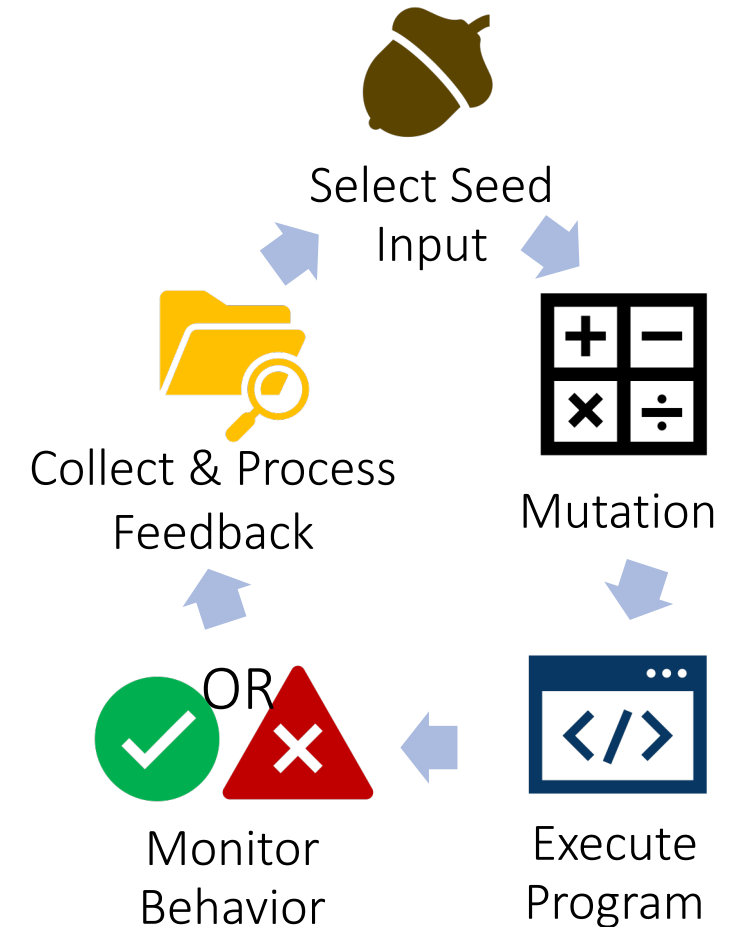 Select Seed
Input
Mutation
Execute
Program
OR
Monitor
Behavior
Collect & Process
Feedback